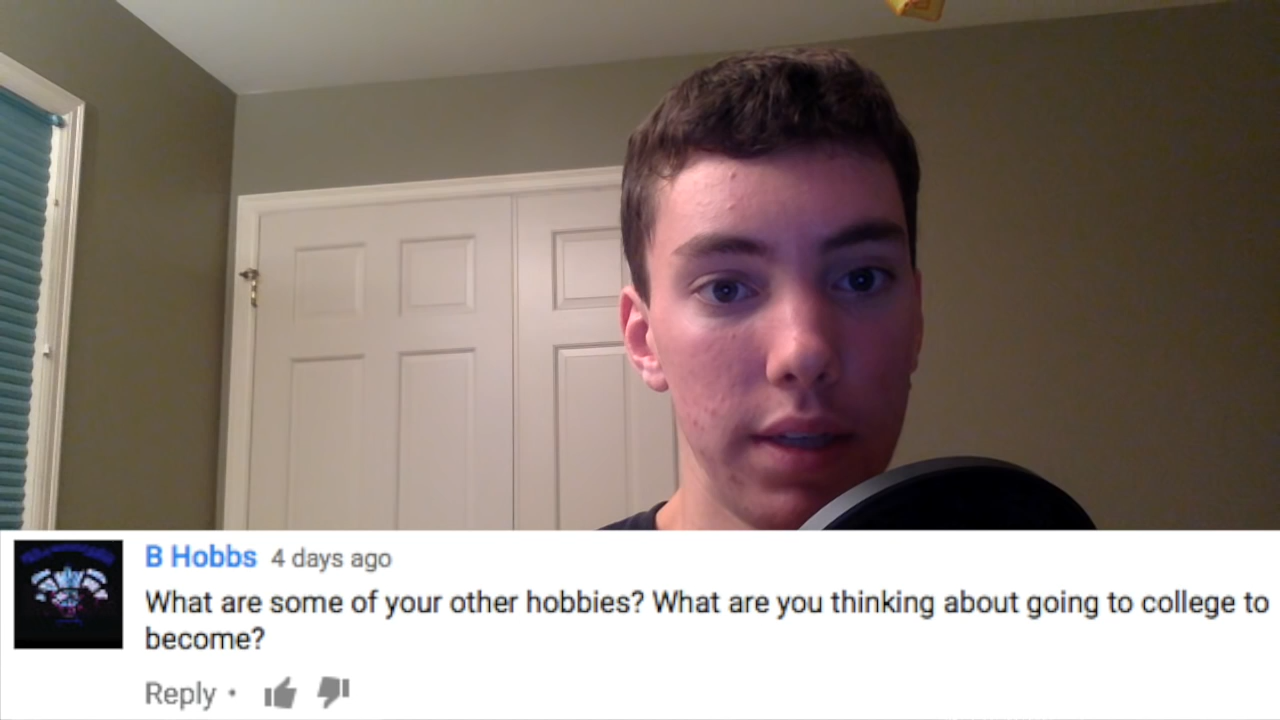 B Hobbs 4 days ago
What are some of your other hobbies? What are you thinking about going to college to
become?
Reply •